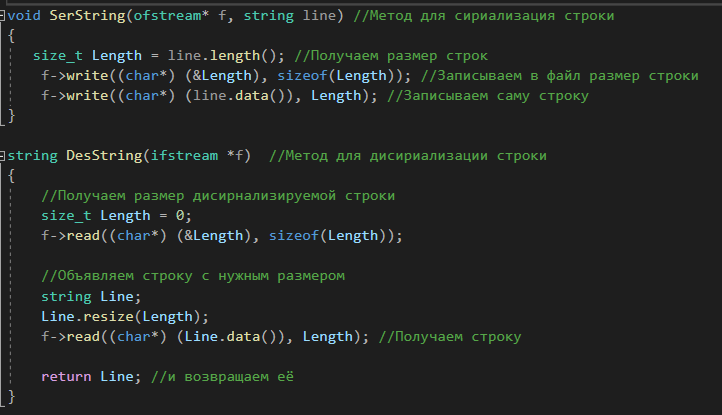 void SerString(ofstream* f, string line) //Метод для сириализация строки
{
size_t Length = line.length(); //Получаем размер строк
f->write((char*) (&Length), sizeof(Length)); //Записываем в файл размер строки
f->write((char*) (line.data()), Length); //Записываем саму строку
}
string DesString(ifstream *f) //Метод для дисириализации строки
{
//Получаем размер дисирнализируемой строки
size_t Length = 0;
f->read((char*) (&Length), sizeof(Length));
//Объявляем строку с нужным размером
string Line;
Line.resize(Length);
f->read((char*) (Line.data()), Length); //Получаем строку
return Line; //и возвращаем её
}